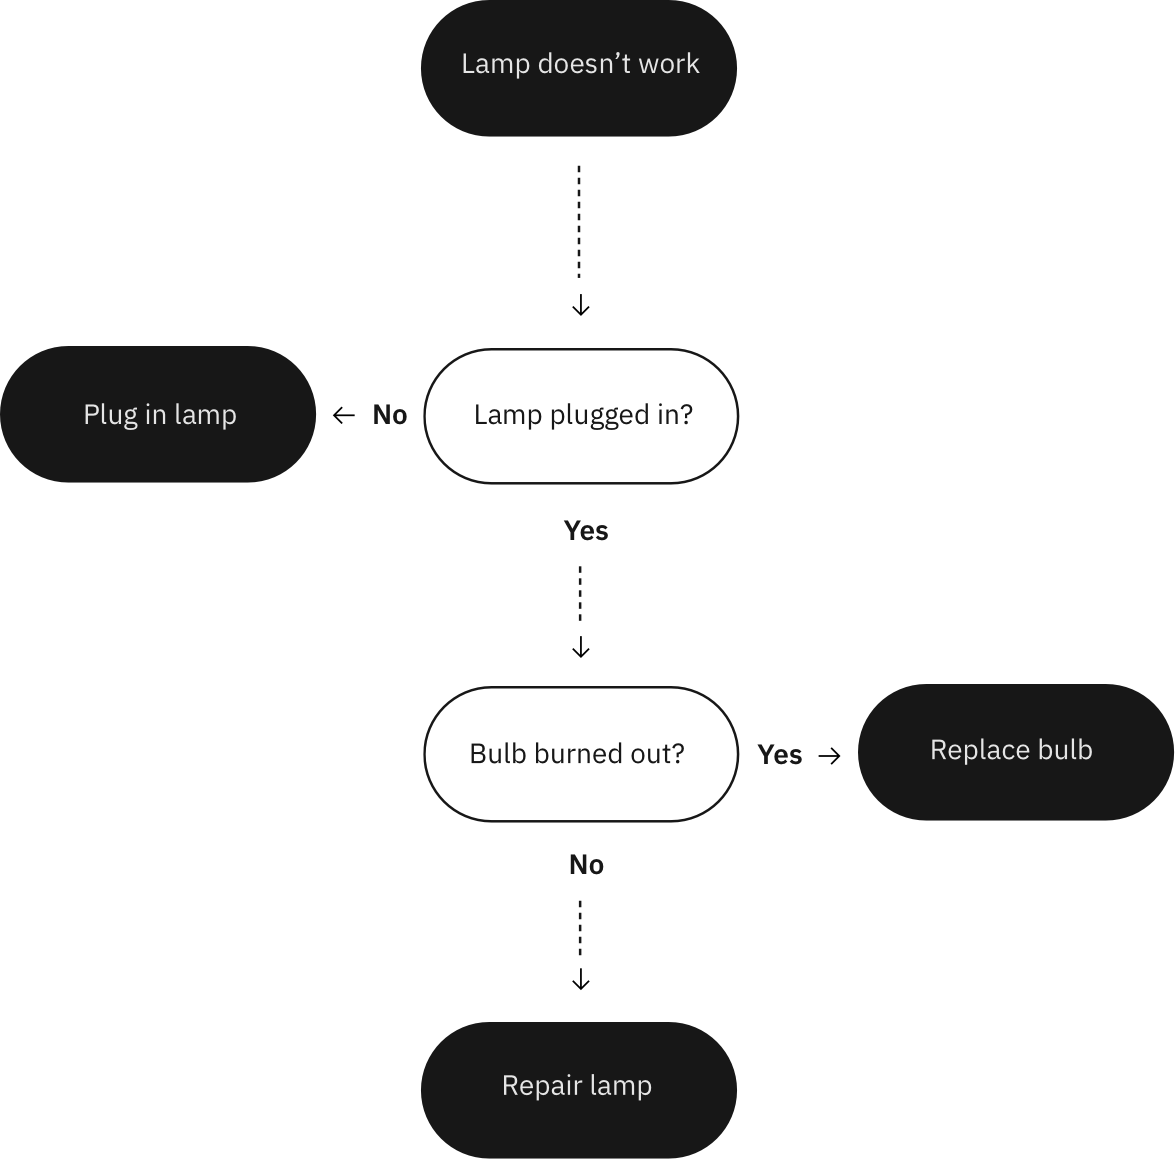 Lamp doesn’t work
Plug in lamp
No
Lamp plugged in?
Yes
Bulb burned out?
Yes
Replace bulb
No
Repair lamp